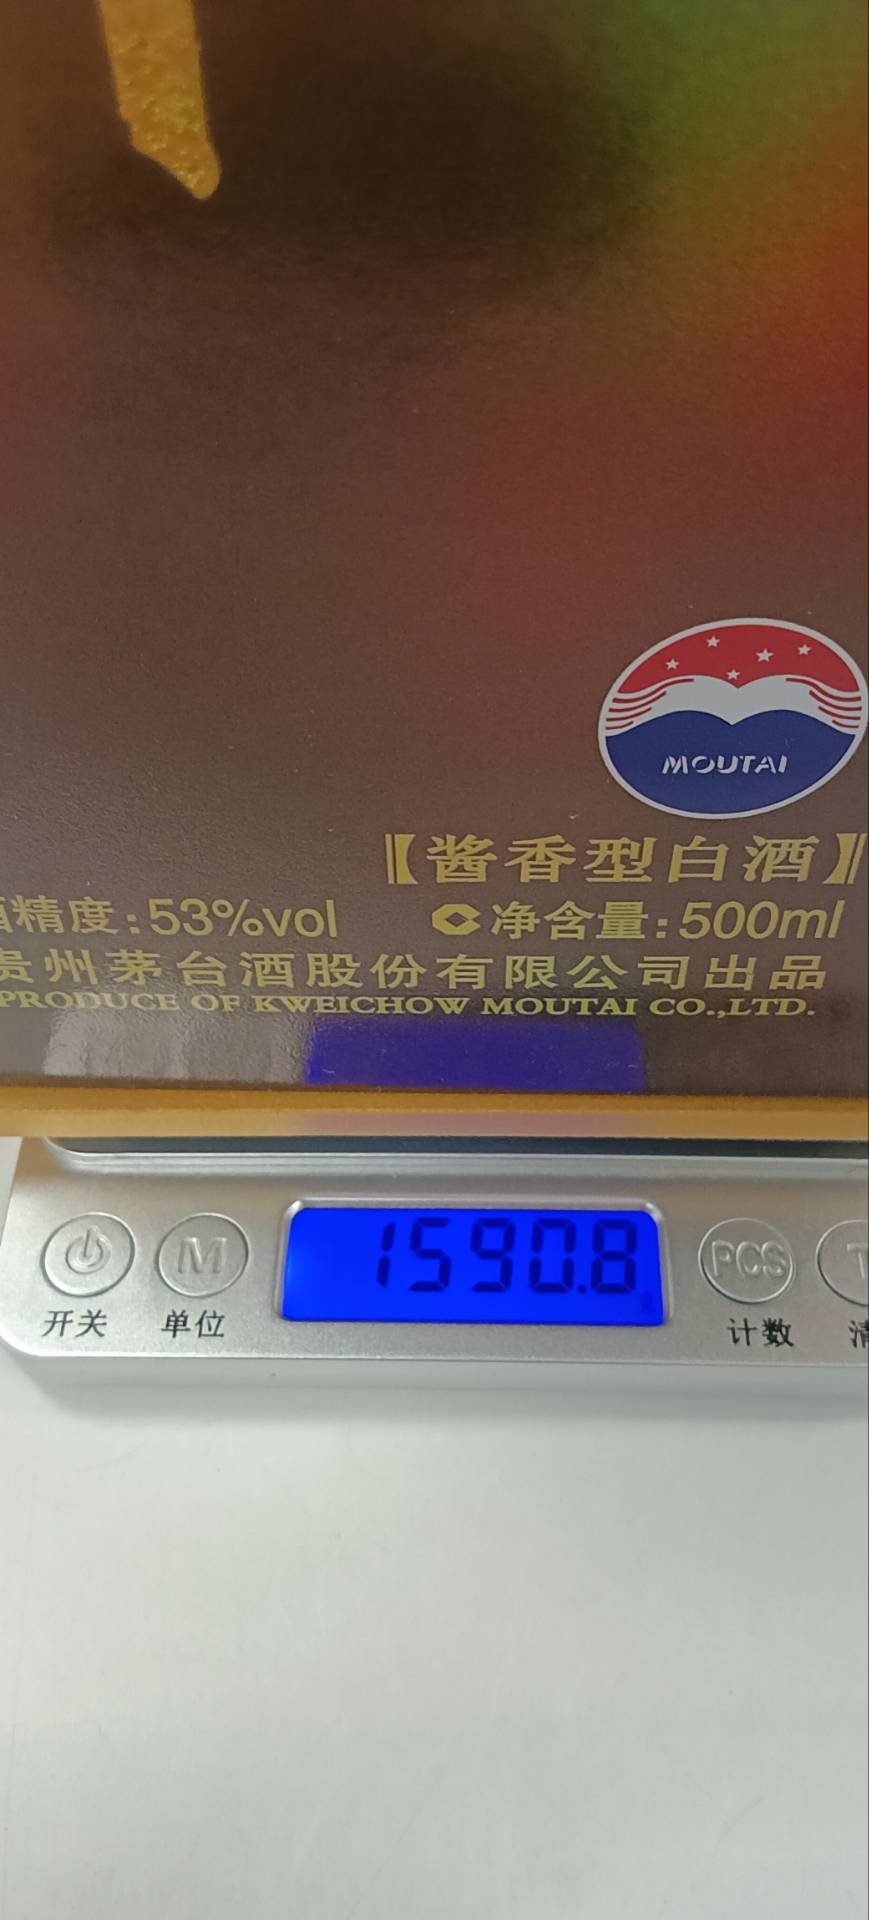 MOUTAI
【酱香型白酒】
酒精度:53%vol 净含量:500ml
贵州茅台酒股份有限公司出品
PRODUCE OF KWEICHOW MOUTAI CO.,LTD.
1590.8
M PCS T
开关 单位 计数 清